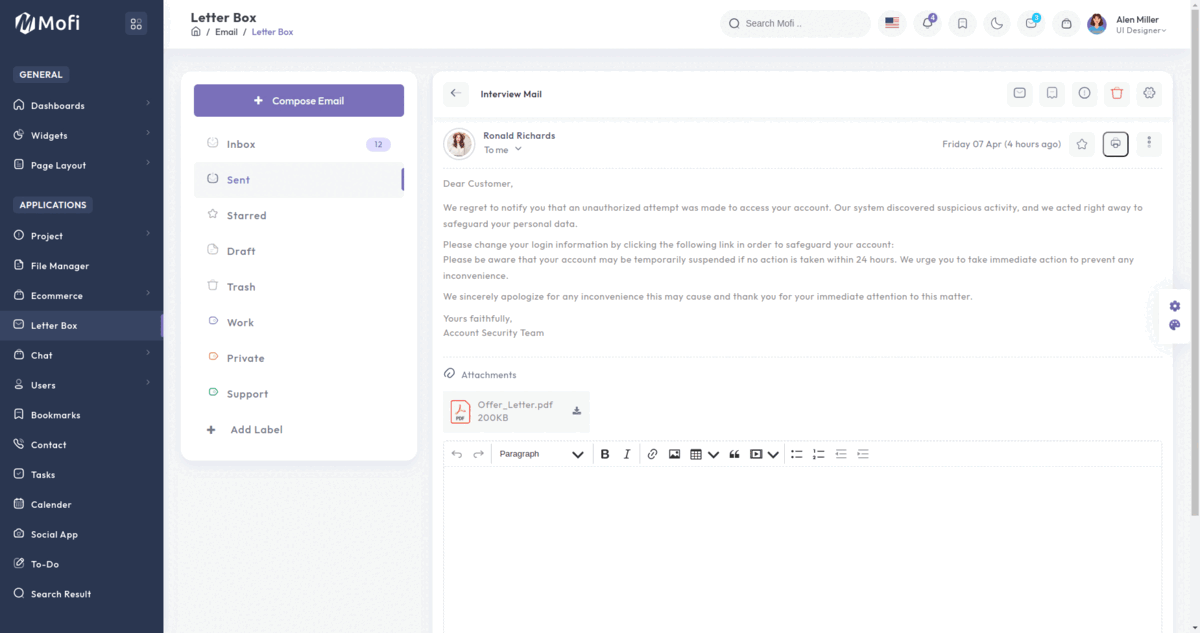 Mofi
GENERAL
Dashboards
Widgets
Page Layout
APPLICATIONS
Project
File Manager
Ecommerce
Letter Box
Chat
Users
Bookmarks
Contact
Tasks
Calender
Social App
To-Do
Search Result
Letter Box
/ Email / Letter Box
Search Mofi ..
4
3
Alen Miller
UI Designer
Compose Email
Inbox
12
Sent
Starred
Draft
Trash
Work
Private
Support
Add Label
Interview Mail
Ronald Richards
To me
Friday 07 Apr (4 hours ago)
Dear Customer,
We regret to notify you that an unauthorized attempt was made to access your account. Our system discovered suspicious activity, and we acted right away to
safeguard your personal data.
Please change your login information by clicking the following link in order to safeguard your account:
Please be aware that your account may be temporarily suspended if no action is taken within 24 hours. We urge you to take immediate action to prevent any
inconvenience.
We sincerely apologize for any inconvenience this may cause and thank you for your immediate attention to this matter.
Yours faithfully,
Account Security Team
Attachments
PDF
Offer_Letter.pdf
200KB
Paragraph
B I